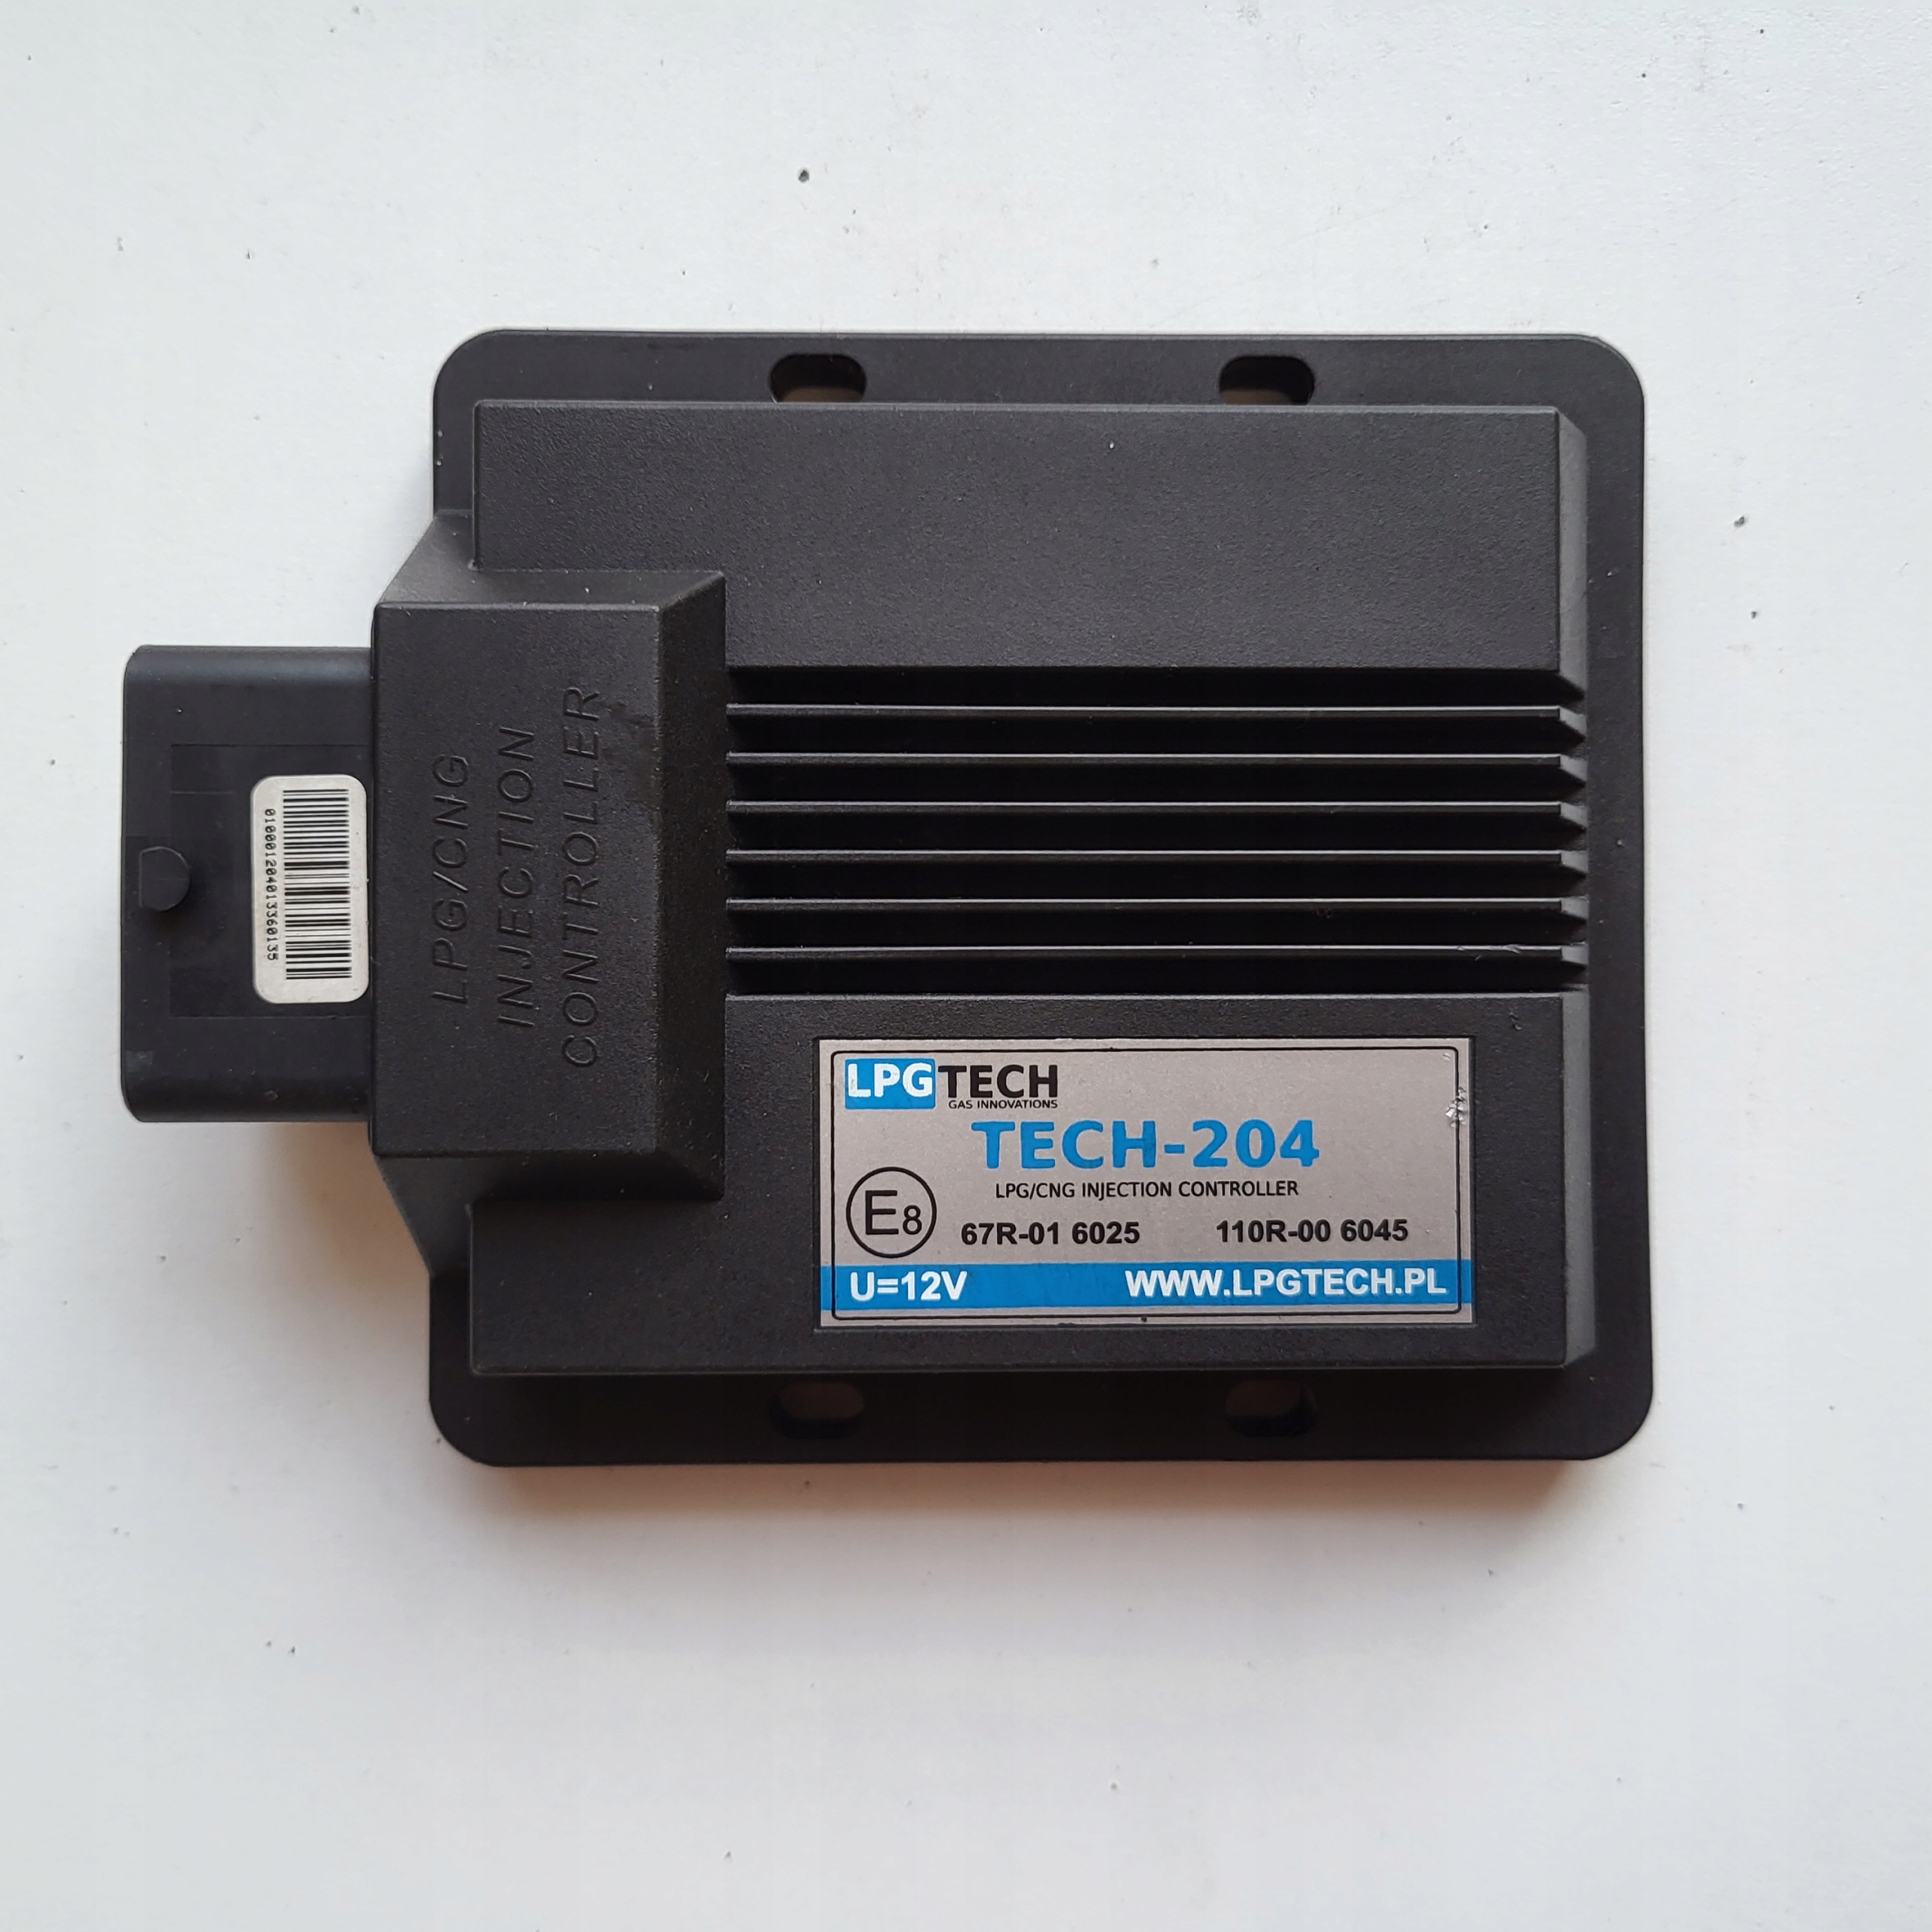 LPG/CNG
INJECTION
CONTROLLER
010001204013360135
LPGTECH
GAS INNOVATIONS
TECH-204
LPG/CNG INJECTION CONTROLLER
E8 67R-01 6025 110R-00 6045
U=12V WWW.LPGTECH.PL